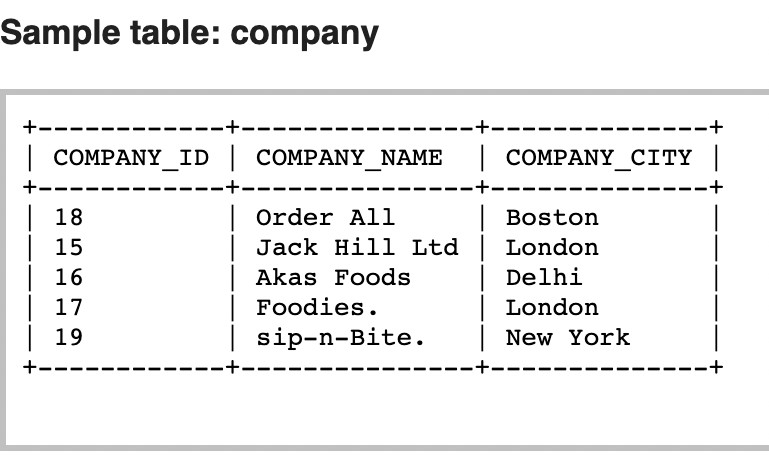 Sample table: company
+------------+---------------+--------------+
| COMPANY_ID | COMPANY_NAME  | COMPANY_CITY |
+------------+---------------+--------------+
| 18         | Order All     | Boston       |
| 15         | Jack Hill Ltd | London       |
| 16         | Akas Foods    | Delhi        |
| 17         | Foodies.      | London       |
| 19         | sip-n-Bite.   | New York     |
+------------+---------------+--------------+